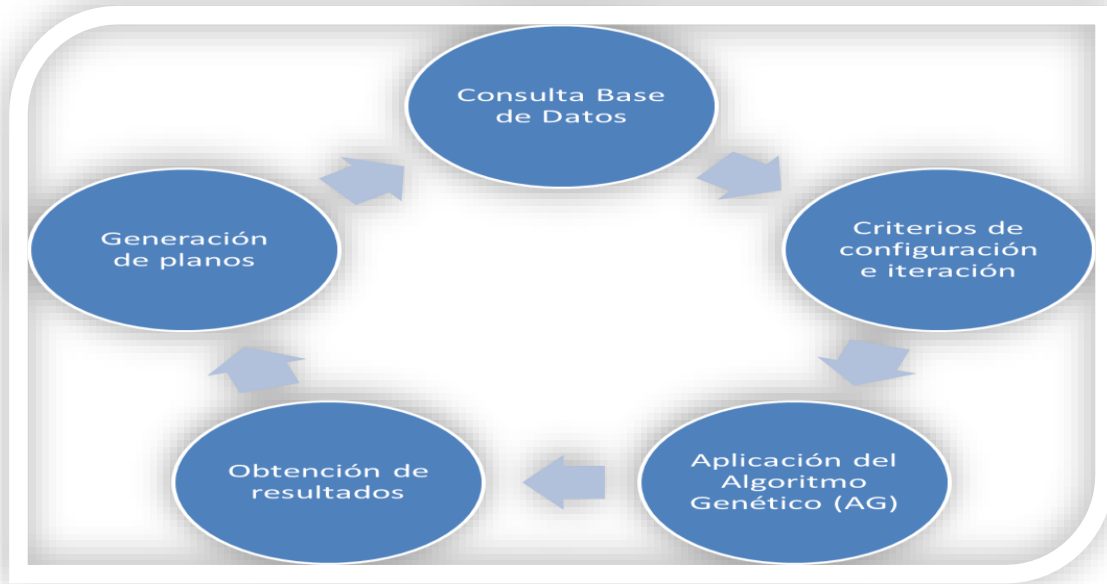 Consulta Base
de Datos
Criterios de
configuración
e iteración
Aplicación del
Algoritmo
Genético (AG)
Obtención de
resultados
Generación
de planos